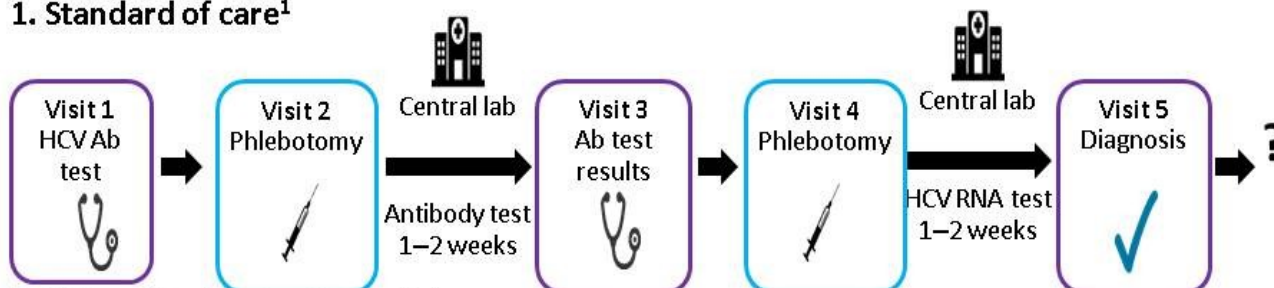 1. Standard of care¹
Visit 1
HCV Ab
test
Visit 2
Phlebotomy
Central lab
Antibody test
1–2 weeks
Visit 3
Ab test
results
Visit 4
Phlebotomy
Central lab
HCV RNA test
1–2 weeks
Visit 5
Diagnosis
?